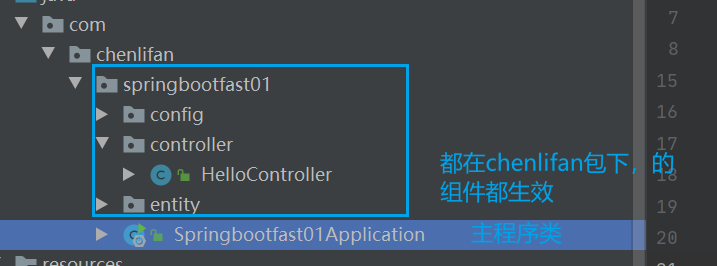 java
com
7
chenlifan
8
springbootfast01
15
config
16
controller
17
都在chenlifan包下，的
HelloController
18
组件都生效
entity
19
Springbootfast01Application
主程序类
20
resources
21